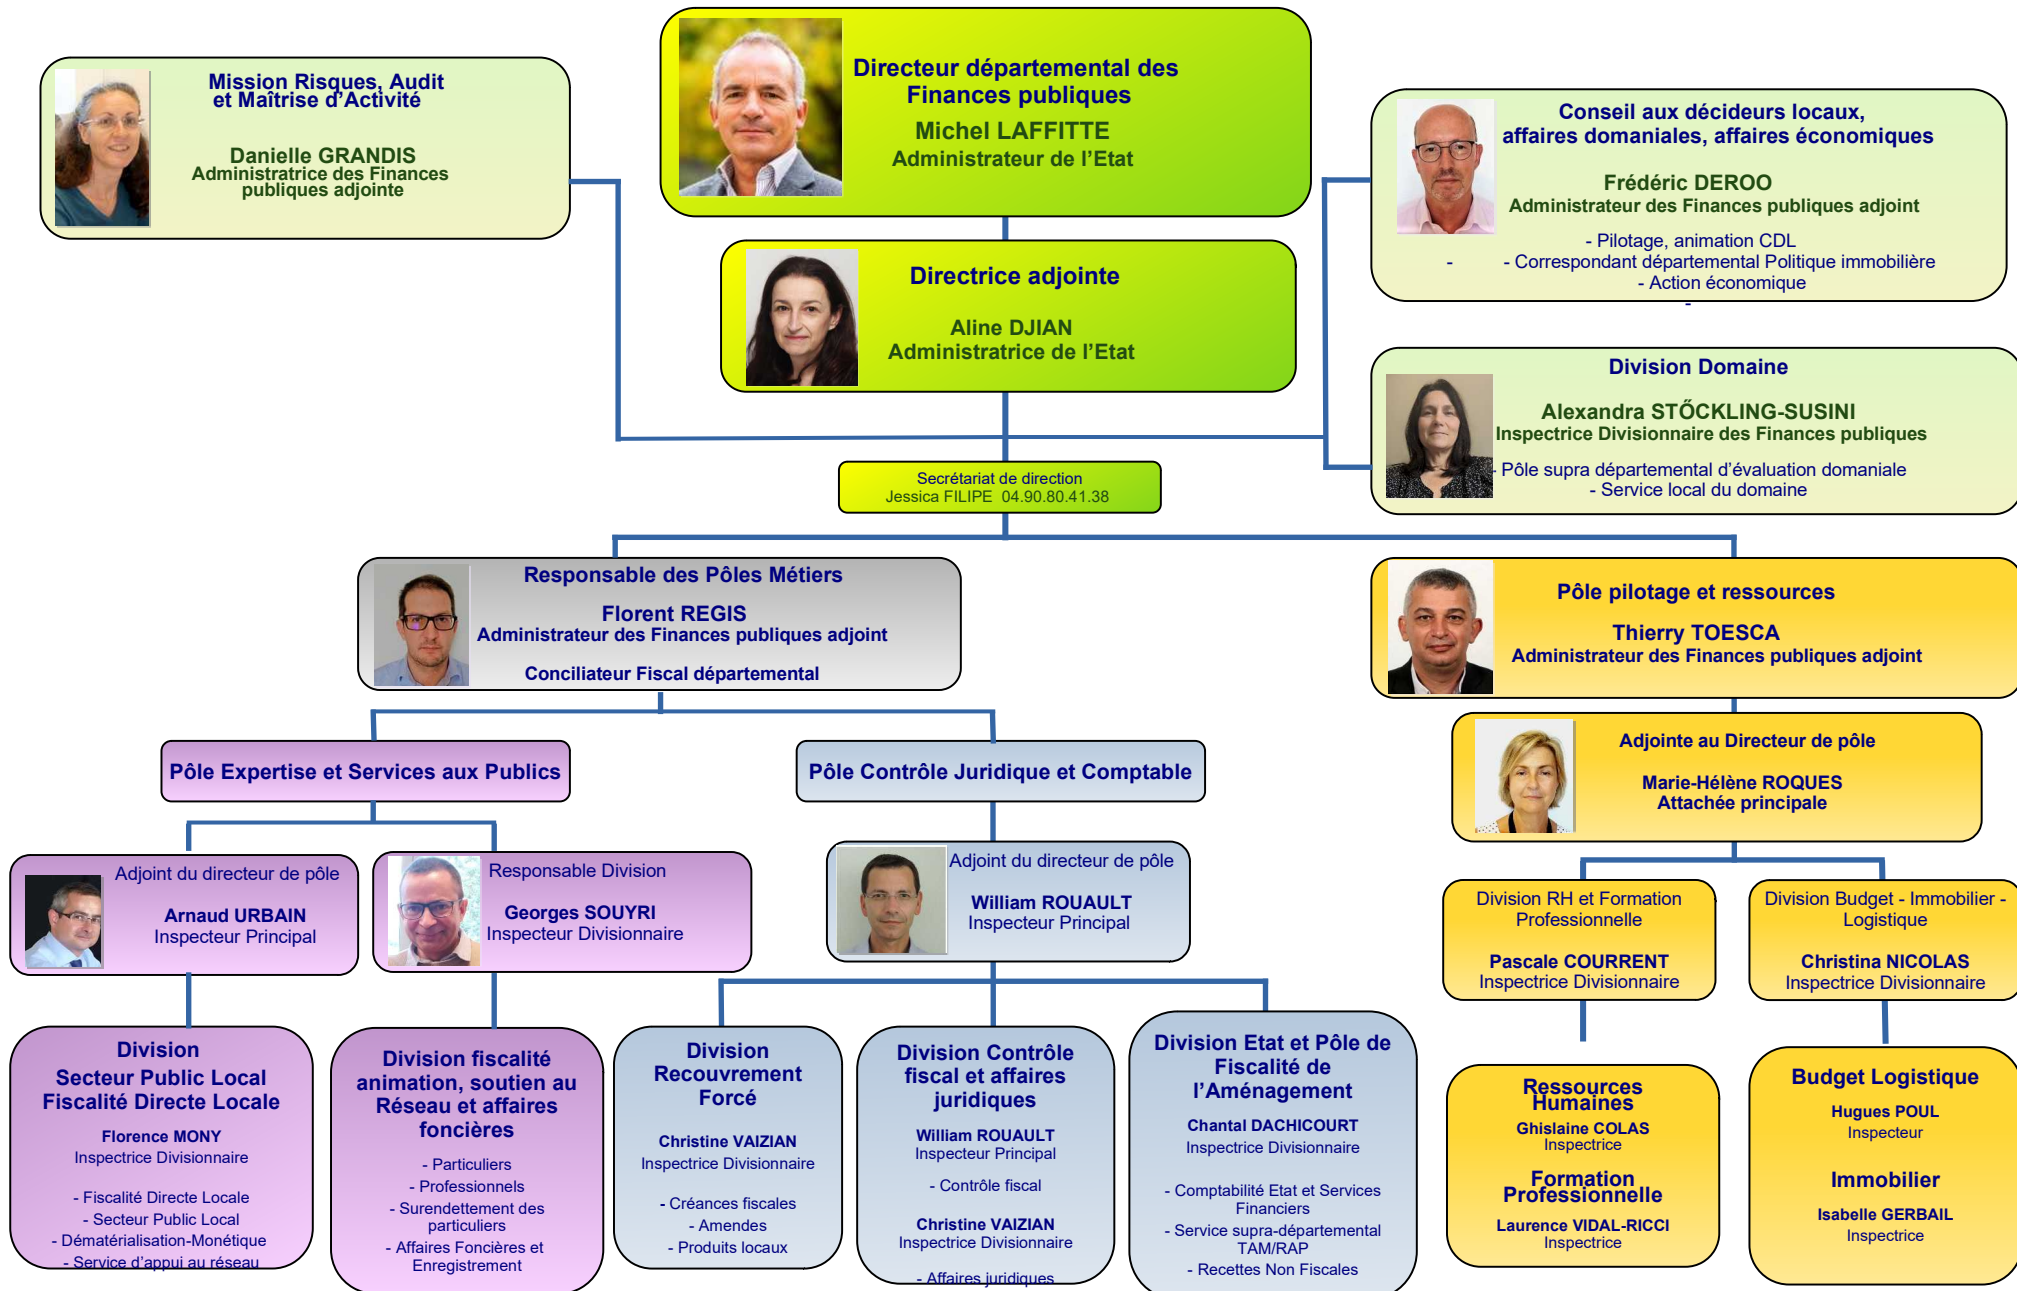 Mission Risques, Audit
et Maîtrise d'Activité
Danielle GRANDIS
Administratrice des Finances
publiques adjointe
Directeur départemental des
Finances publiques
Michel LAFFITTE
Administrateur de l'Etat
Conseil aux décideurs locaux,
affaires domaniales, affaires économiques
Frédéric DEROO
Administrateur des Finances publiques adjoint
- Pilotage, animation CDL
- - Correspondant départemental Politique immobilière
- Action économique
-
Directrice adjointe
Aline DJIAN
Administratrice de l'Etat
Division Domaine
Alexandra STŐCKLING-SUSINI
Inspectrice Divisionnaire des Finances publiques
- Pôle supra départemental d'évaluation domaniale
- Service local du domaine
Secrétariat de direction
Jessica FILIPE 04.90.80.41.38
Responsable des Pôles Métiers
Florent REGIS
Administrateur des Finances publiques adjoint
Conciliateur Fiscal départemental
Pôle pilotage et ressources
Thierry TOESCA
Administrateur des Finances publiques adjoint
Adjointe au Directeur de pôle
Marie-Hélène ROQUES
Attachée principale
Pôle Expertise et Services aux Publics
Pôle Contrôle Juridique et Comptable
Adjoint du directeur de pôle
Arnaud URBAIN
Inspecteur Principal
Responsable Division
Georges SOUYRI
Inspecteur Divisionnaire
Adjoint du directeur de pôle
William ROUAULT
Inspecteur Principal
Division RH et Formation
Professionnelle
Pascale COURRENT
Inspectrice Divisionnaire
Division Budget - Immobilier -
Logistique
Christina NICOLAS
Inspectrice Divisionnaire
Division
Secteur Public Local
Fiscalité Directe Locale
Florence MONY
Inspectrice Divisionnaire
- Fiscalité Directe Locale
- Secteur Public Local
- Dématérialisation-Monétique
- Service d'appui au réseau
Division fiscalité
animation, soutien au
Réseau et affaires
foncières
- Particuliers
- Professionnels
- Surendettement des
particuliers
- Affaires Foncières et
Enregistrement
Division
Recouvrement
Forcé
Christine VAIZIAN
Inspectrice Divisionnaire
- Créances fiscales
- Amendes
- Produits locaux
Division Contrôle
fiscal et affaires
juridiques
William ROUAULT
Inspecteur Principal
- Contrôle fiscal
Christine VAIZIAN
Inspectrice Divisionnaire
- Affaires juridiques
Division Etat et Pôle de
Fiscalité de
l'Aménagement
Chantal DACHICOURT
Inspectrice Divisionnaire
- Comptabilité Etat et Services
Financiers
- Service supra-départemental
TAM/RAP
- Recettes Non Fiscales
Ressources
Humaines
Ghislaine COLAS
Inspectrice
Formation
Professionnelle
Laurence VIDAL-RICCI
Inspectrice
Budget Logistique
Hugues POUL
Inspecteur
Immobilier
Isabelle GERBAIL
Inspectrice